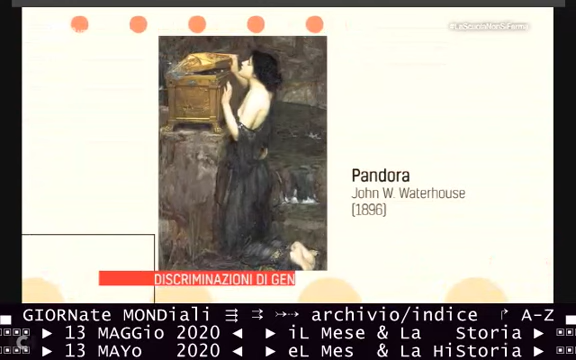 #LaScuolaNonSiFerma
Pandora
John W. Waterhouse
(1896)
DISCRIMINAZIONI DI GEN
GIORNate MONDiali ⇶ ⇉ ⤐ archivio/indice ↱ A-Z
▶ 13 MAGGio 2020 ◀ ▶ iL Mese & La Storia ▶
▶ 13 MAYo 2020 ◀ ▶ eL Mes & La HiStoria ▶